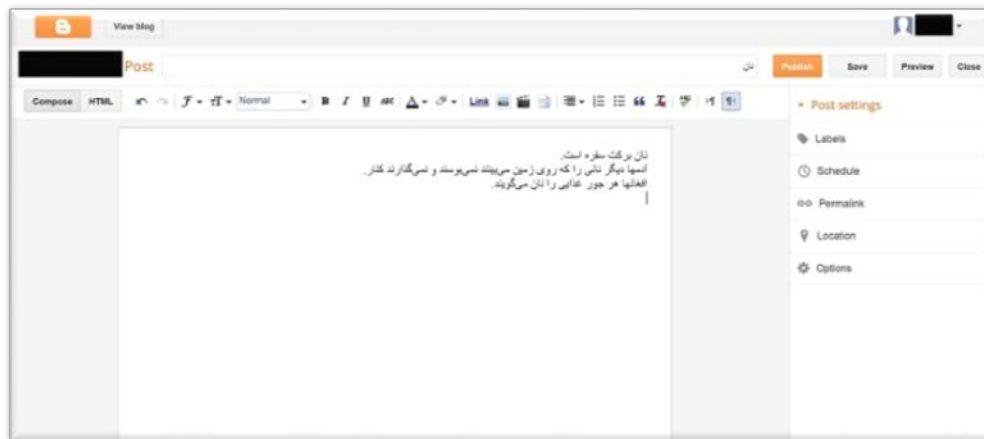 View blog
Post
نان
Publish
Save
Preview
Close
Compose
HTML
Normal
Link
Post settings
نان برکت سفره است.
آدمها دیگر نانی را که روی زمین می‌بینند نمی‌بوسند و نمی‌گذارند کنار.
افغانها هر جور غذایی را نان می‌گویند.
Labels
Schedule
Permalink
Location
Options